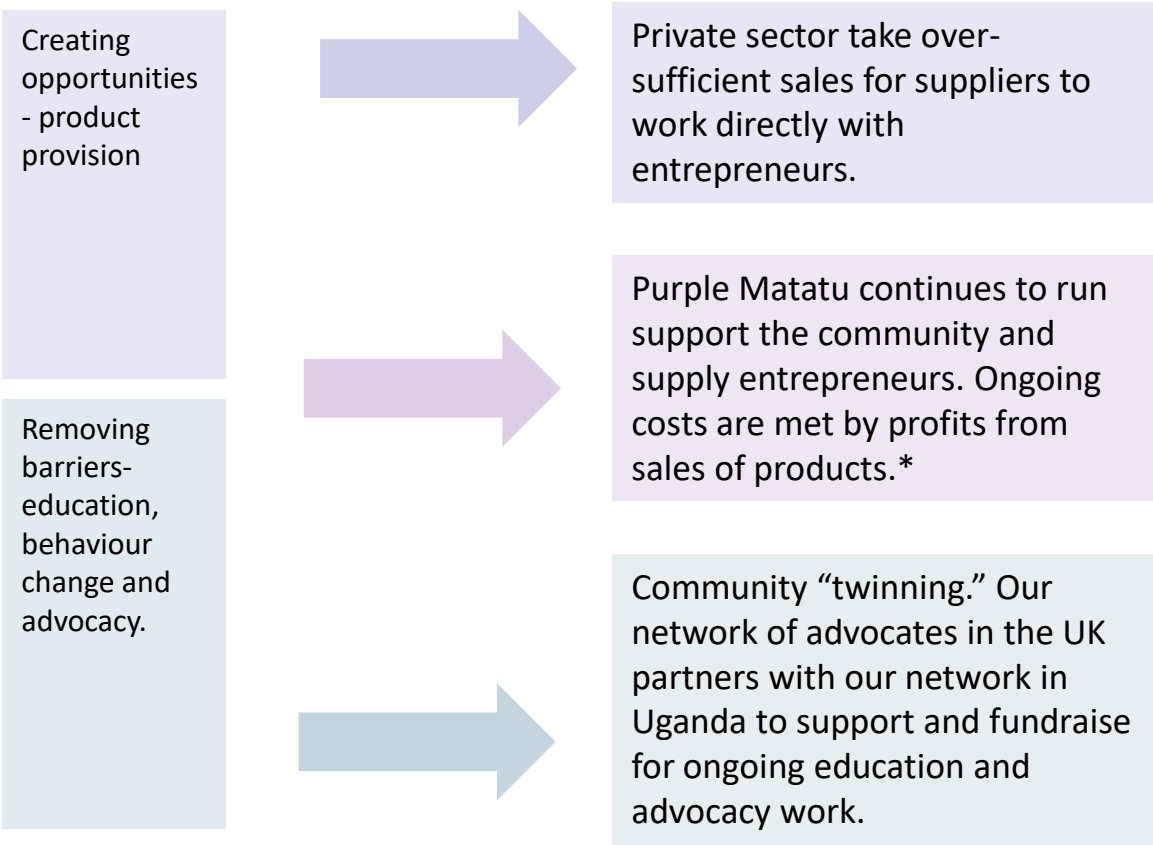 Creating
opportunities
- product
provision
Removing
barriers-
education,
behaviour
change and
advocacy.
Private sector take over-
sufficient sales for suppliers to
work directly with
entrepreneurs.
Purple Matatu continues to run
support the community and
supply entrepreneurs. Ongoing
costs are met by profits from
sales of products.*
Community “twinning.” Our
network of advocates in the UK
partners with our network in
Uganda to support and fundraise
for ongoing education and
advocacy work.